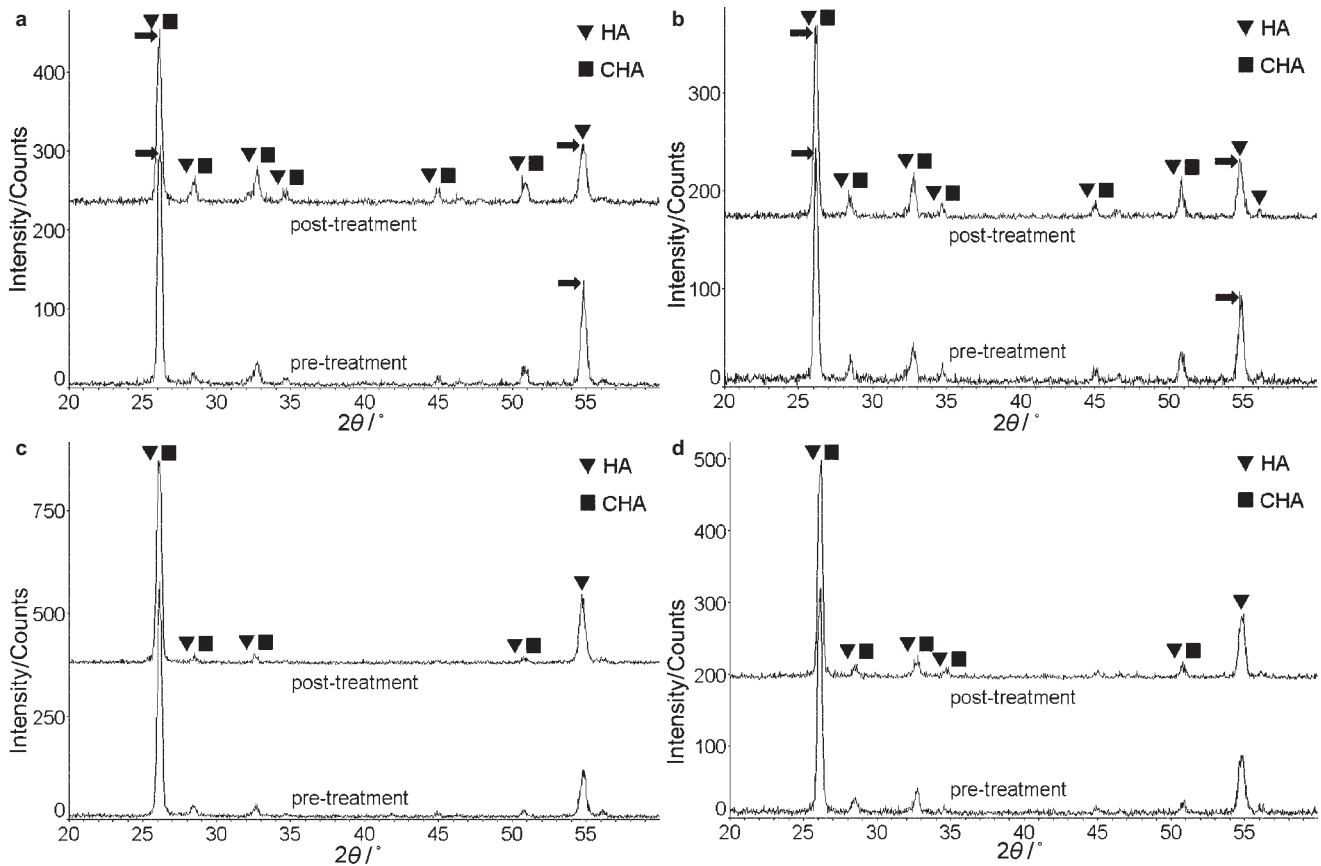 a
HA
CHA
400
300
200
100
0
Intensity/Counts
post-treatment
pre-treatment
20 25 30 35 40 45 50 55
2θ/°
b
HA
CHA
300
200
100
0
Intensity/Counts
post-treatment
pre-treatment
20 25 30 35 40 45 50 55
2θ/°
c
HA
CHA
750
500
250
0
Intensity/Counts
post-treatment
pre-treatment
20 25 30 35 40 45 50 55
2θ/°
d
HA
CHA
500
400
300
200
100
0
Intensity/Counts
post-treatment
pre-treatment
20 25 30 35 40 45 50 55
2θ/°